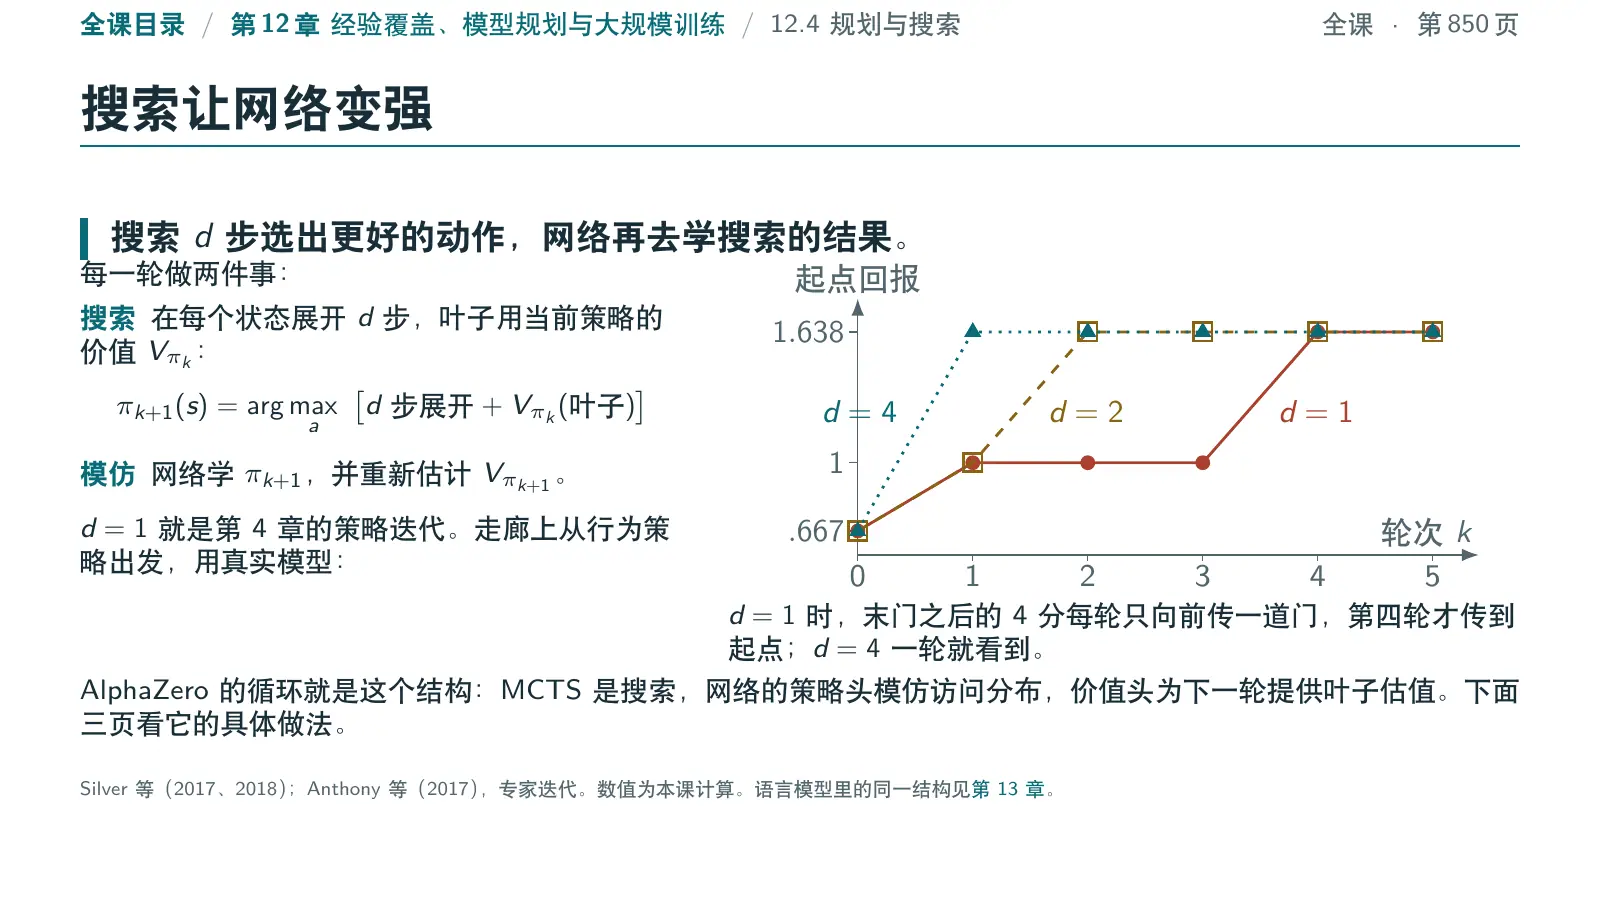 全课目录 / 第 12 章 经验覆盖、模型规划与大规模训练 / 12.4 规划与搜索
全课 · 第 850 页
搜索让网络变强
搜索 d 步选出更好的动作，网络再去学搜索的结果。
每一轮做两件事：
搜索 在每个状态展开 d 步，叶子用当前策略的
价值 V_{π_k}：
π_{k+1}(s) = arg max_a [d 步展开 + V_{π_k}(叶子)]
模仿 网络学 π_{k+1}，并重新估计 V_{π_{k+1}}。
d = 1 就是第 4 章的策略迭代。走廊上从行为策
略出发，用真实模型：
起点回报
1.638
d = 4
d = 2
d = 1
1
.667
轮次 k
0 1 2 3 4 5
d = 1 时，末门之后的 4 分每轮只向前传一道门，第四轮才传到
起点；d = 4 一轮就看到。
AlphaZero 的循环就是这个结构：MCTS 是搜索，网络的策略头模仿访问分布，价值头为下一轮提供叶子估值。下面
三页看它的具体做法。
Silver 等（2017、2018）；Anthony 等（2017），专家迭代。数值为本课计算。语言模型里的同一结构见第 13 章。